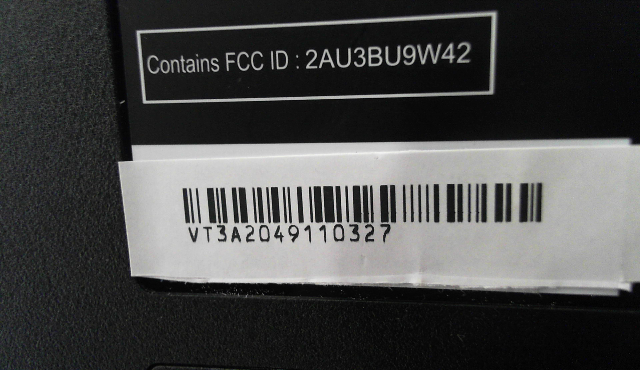 Contains FCC ID : 2AU3BU9W42
VT3A2049110327